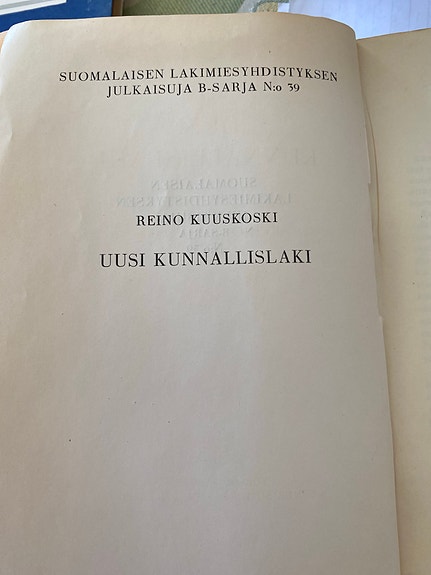 SUOMALAISEN LAKIMIESYHDISTYKSEN
JULKAISUJA B-SARJA N:o 39
REINO KUUSKOSKI
UUSI KUNNALLISLAKI